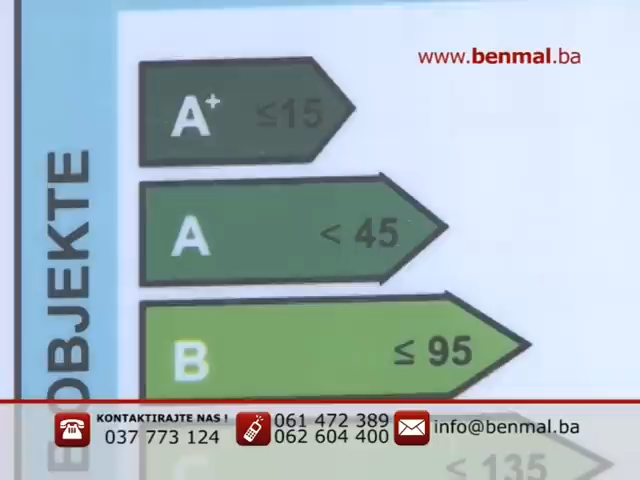 www.benmal.ba
A+ ≤15
A < 45
B ≤ 95
C < 135
E OBJEKTE
KONTAKTIRAJTE NAS !
037 773 124
061 472 389
062 604 400
info@benmal.ba